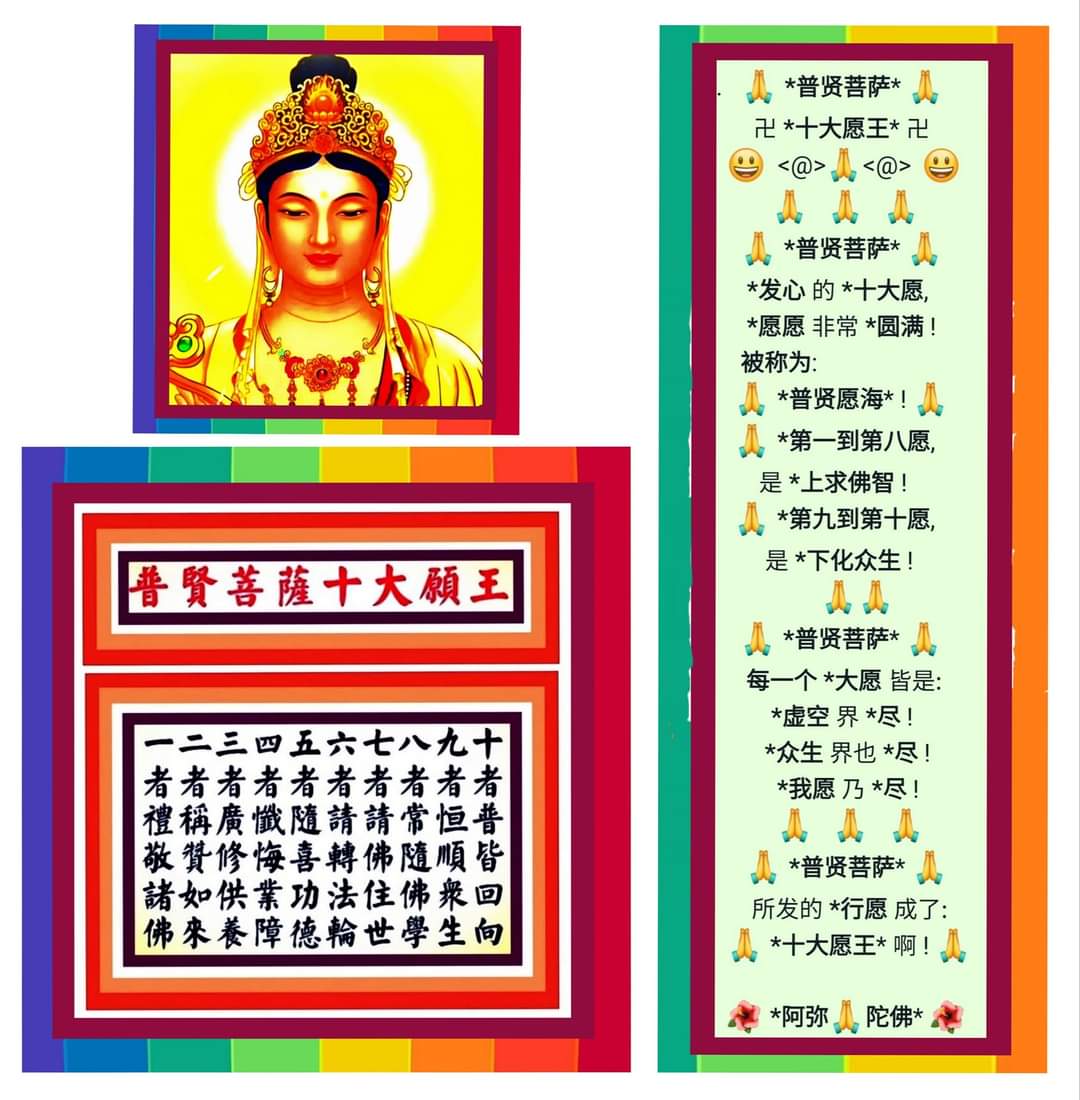 普賢菩薩十大願王
一者禮敬諸佛
二者稱贊如來
三者廣修供養
四者懺悔業障
五者隨喜功德
六者請轉法輪
七者請佛住世
八者常隨佛學
九者恒順衆生
十者普皆回向
. 🙏 *普贤菩萨* 🙏
卍 *十大愿王* 卍
😃 <@>🙏<@> 😃
🙏 🙏 🙏
🙏 *普贤菩萨* 🙏
*发心 的 *十大愿,
*愿愿 非常 *圆满 !
被称为:
🙏 *普贤愿海* ! 🙏
🙏 *第一到第八愿,
是 *上求佛智 !
🙏 *第九到第十愿,
是 *下化众生 !
🙏 🙏
🙏 *普贤菩萨* 🙏
每一个 *大愿 皆是:
*虚空 界 *尽 !
*众生 界也 *尽 !
*我愿 乃 *尽 !
🙏 🙏 🙏
🙏 *普贤菩萨* 🙏
所发的 *行愿 成了:
🙏 *十大愿王* 啊 ! 🙏
🌺 *阿弥🙏陀佛* 🌺